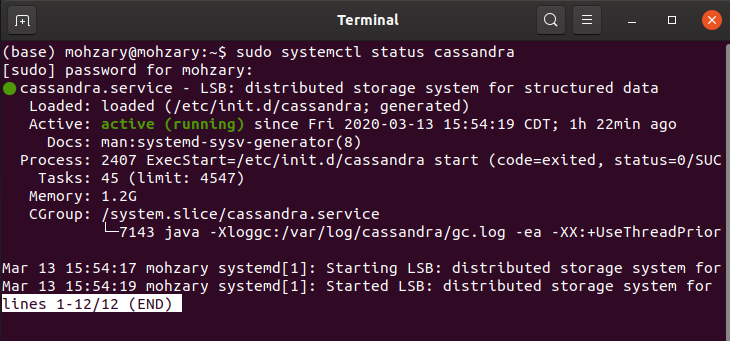 Terminal
(base) mohzary@mohzary:~$ sudo systemctl status cassandra
[sudo] password for mohzary:
● cassandra.service - LSB: distributed storage system for structured data
   Loaded: loaded (/etc/init.d/cassandra; generated)
   Active: active (running) since Fri 2020-03-13 15:54:19 CDT; 1h 22min ago
     Docs: man:systemd-sysv-generator(8)
  Process: 2407 ExecStart=/etc/init.d/cassandra start (code=exited, status=0/SUC
    Tasks: 45 (limit: 4547)
   Memory: 1.2G
   CGroup: /system.slice/cassandra.service
           └─7143 java -Xloggc:/var/log/cassandra/gc.log -ea -XX:+UseThreadPrior
Mar 13 15:54:17 mohzary systemd[1]: Starting LSB: distributed storage system for
Mar 13 15:54:19 mohzary systemd[1]: Started LSB: distributed storage system for
lines 1-12/12 (END)